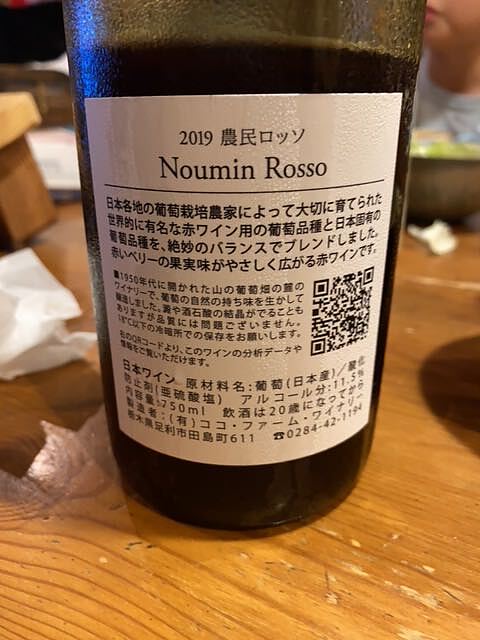 2019 農民ロッソ
Noumin Rosso
日本各地の葡萄栽培農家によって大切に育てられた
世界的に有名な赤ワイン用の葡萄品種と日本固有の
葡萄品種を、絶妙のバランスでブレンドしました。
赤いベリーの果実味がやさしく広がる赤ワインです。
■1950年代に開かれた山の葡萄畑の麓の
ワイナリーで、葡萄の自然の持ち味を生かして
醸造しました。澱や酒石酸の結晶がでることも
ありますが品質には問題ございません。
18℃以下の冷暗所での保存をお願いします。
右のQRコードより、このワインの分析データや
情報をご覧いただけます。
日本ワイン 原材料名:葡萄(日本産)/酸化
防止剤(亜硫酸塩) アルコール分:11.5%
内容量:750ml 飲酒は20歳になってから
製造者:(有)ココ・ファーム・ワイナリー
栃木県足利市田島町611 ☎0284-42-1194